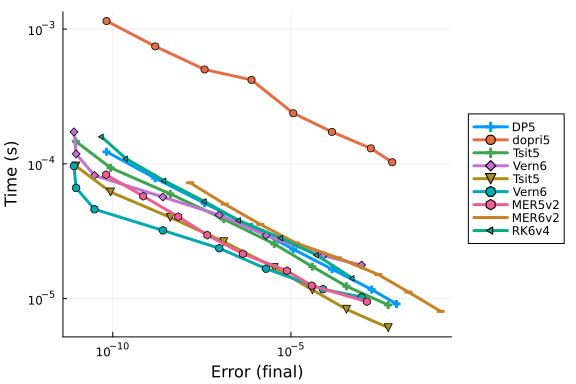 10⁻³
10⁻⁴
10⁻⁵
Time (s)
10⁻¹⁰
10⁻⁵
Error (final)
DP5
dopri5
Tsit5
Vern6
Tsit5
Vern6
MER5v2
MER6v2
RK6v4